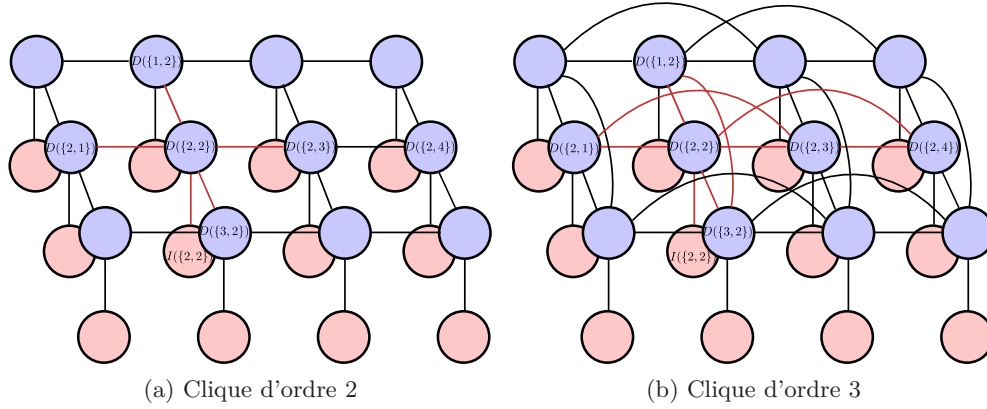 D({1, 2}) D({1, 2})
D({2, 1}) D({2, 2}) D({2, 3}) D({2, 4}) D({2, 1}) D({2, 2}) D({2, 3}) D({2, 4})
D({3, 2}) D({3, 2})
I({2, 2} I({2, 2}
(a) Clique d'ordre 2 (b) Clique d'ordre 3